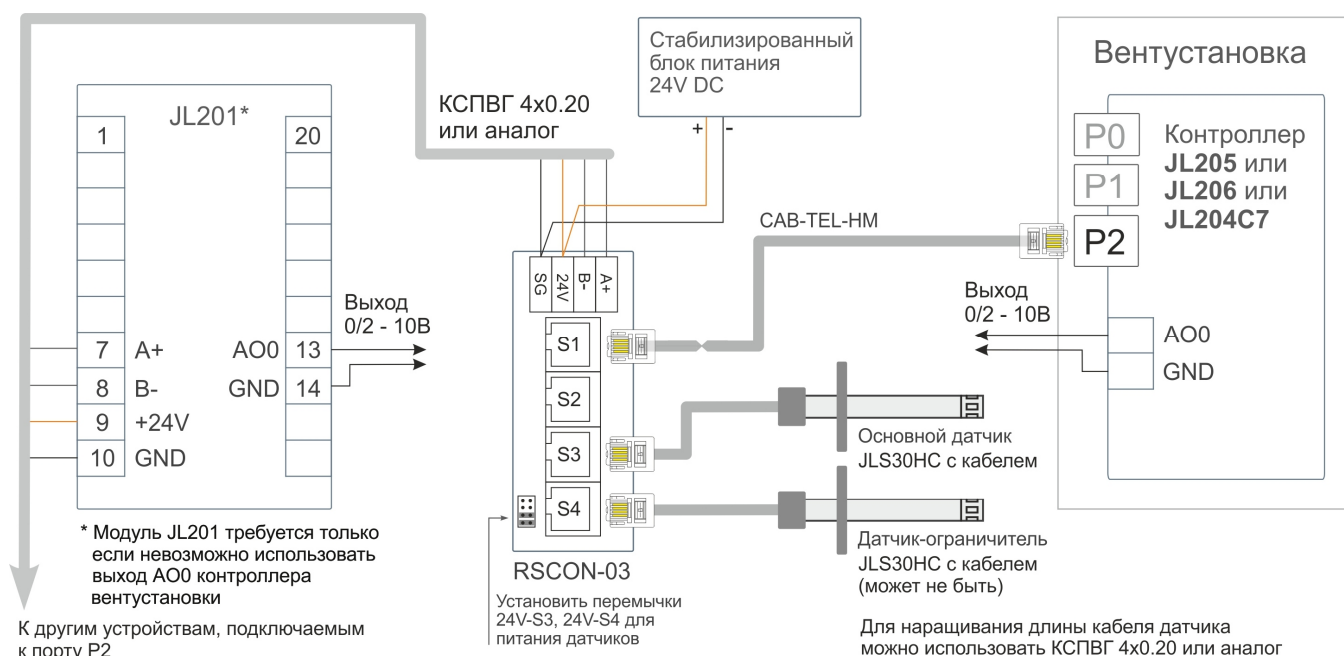 Стабилизированный
блок питания
24V DC
+ -
КСПВГ 4x0.20
или аналог
JL201*
1
20
7 A+
8 B-
9 +24V
10 GND
AO0 13
GND 14
Выход
0/2 - 10В
* Модуль JL201 требуется только
если невозможно использовать
выход AO0 контроллера
вентустановки
К другим устройствам, подключаемым
к порту P2
SG 24V B- A+
S1
S2
S3
S4
RSCON-03
Установить перемычки
24V-S3, 24V-S4 для
питания датчиков
CAB-TEL-HM
Основной датчик
JLS30HC с кабелем
Датчик-ограничитель
JLS30HC с кабелем
(может не быть)
Для наращивания длины кабеля датчика
можно использовать КСПВГ 4x0.20 или аналог
Вентустановка
P0
P1
P2
Контроллер
JL205 или
JL206 или
JL204C7
Выход
0/2 - 10В
AO0
GND